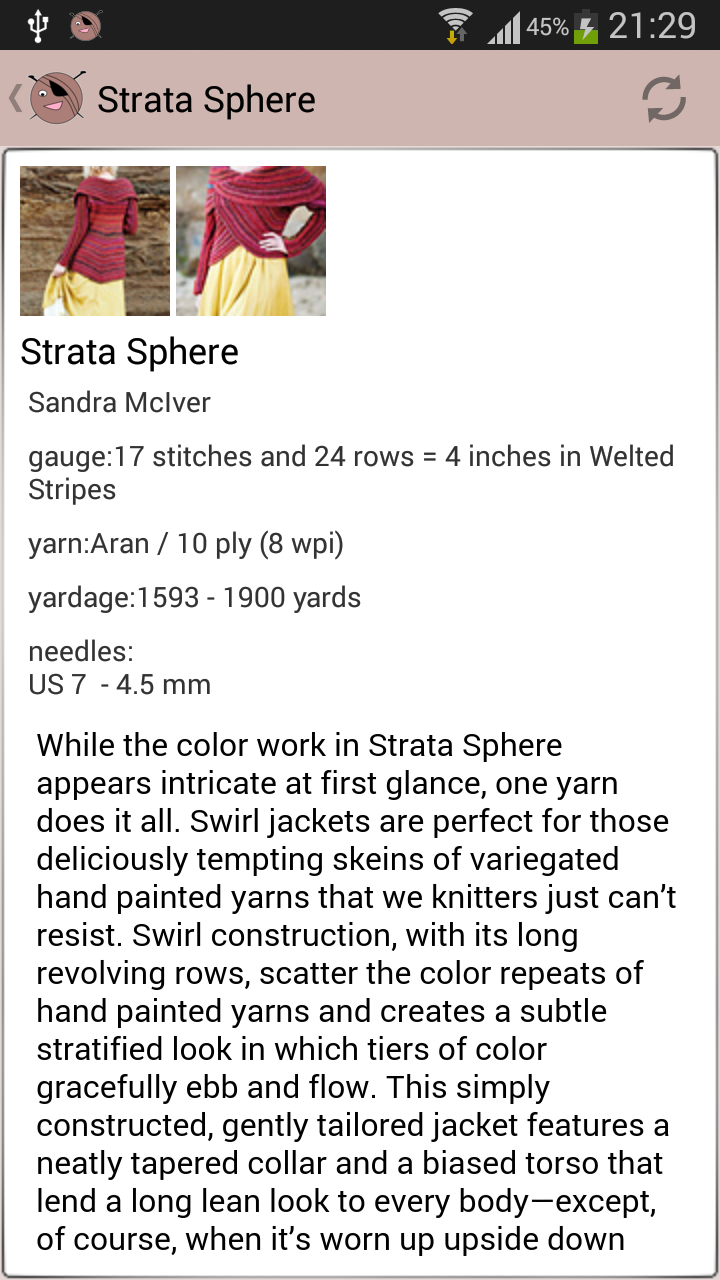 45% 21:29
Strata Sphere
Strata Sphere
Sandra McIver
gauge:17 stitches and 24 rows = 4 inches in Welted
Stripes
yarn:Aran / 10 ply (8 wpi)
yardage:1593 - 1900 yards
needles:
US 7  - 4.5 mm
While the color work in Strata Sphere
appears intricate at first glance, one yarn
does it all. Swirl jackets are perfect for those
deliciously tempting skeins of variegated
hand painted yarns that we knitters just can’t
resist. Swirl construction, with its long
revolving rows, scatter the color repeats of
hand painted yarns and creates a subtle
stratified look in which tiers of color
gracefully ebb and flow. This simply
constructed, gently tailored jacket features a
neatly tapered collar and a biased torso that
lend a long lean look to every body—except,
of course, when it’s worn up upside down